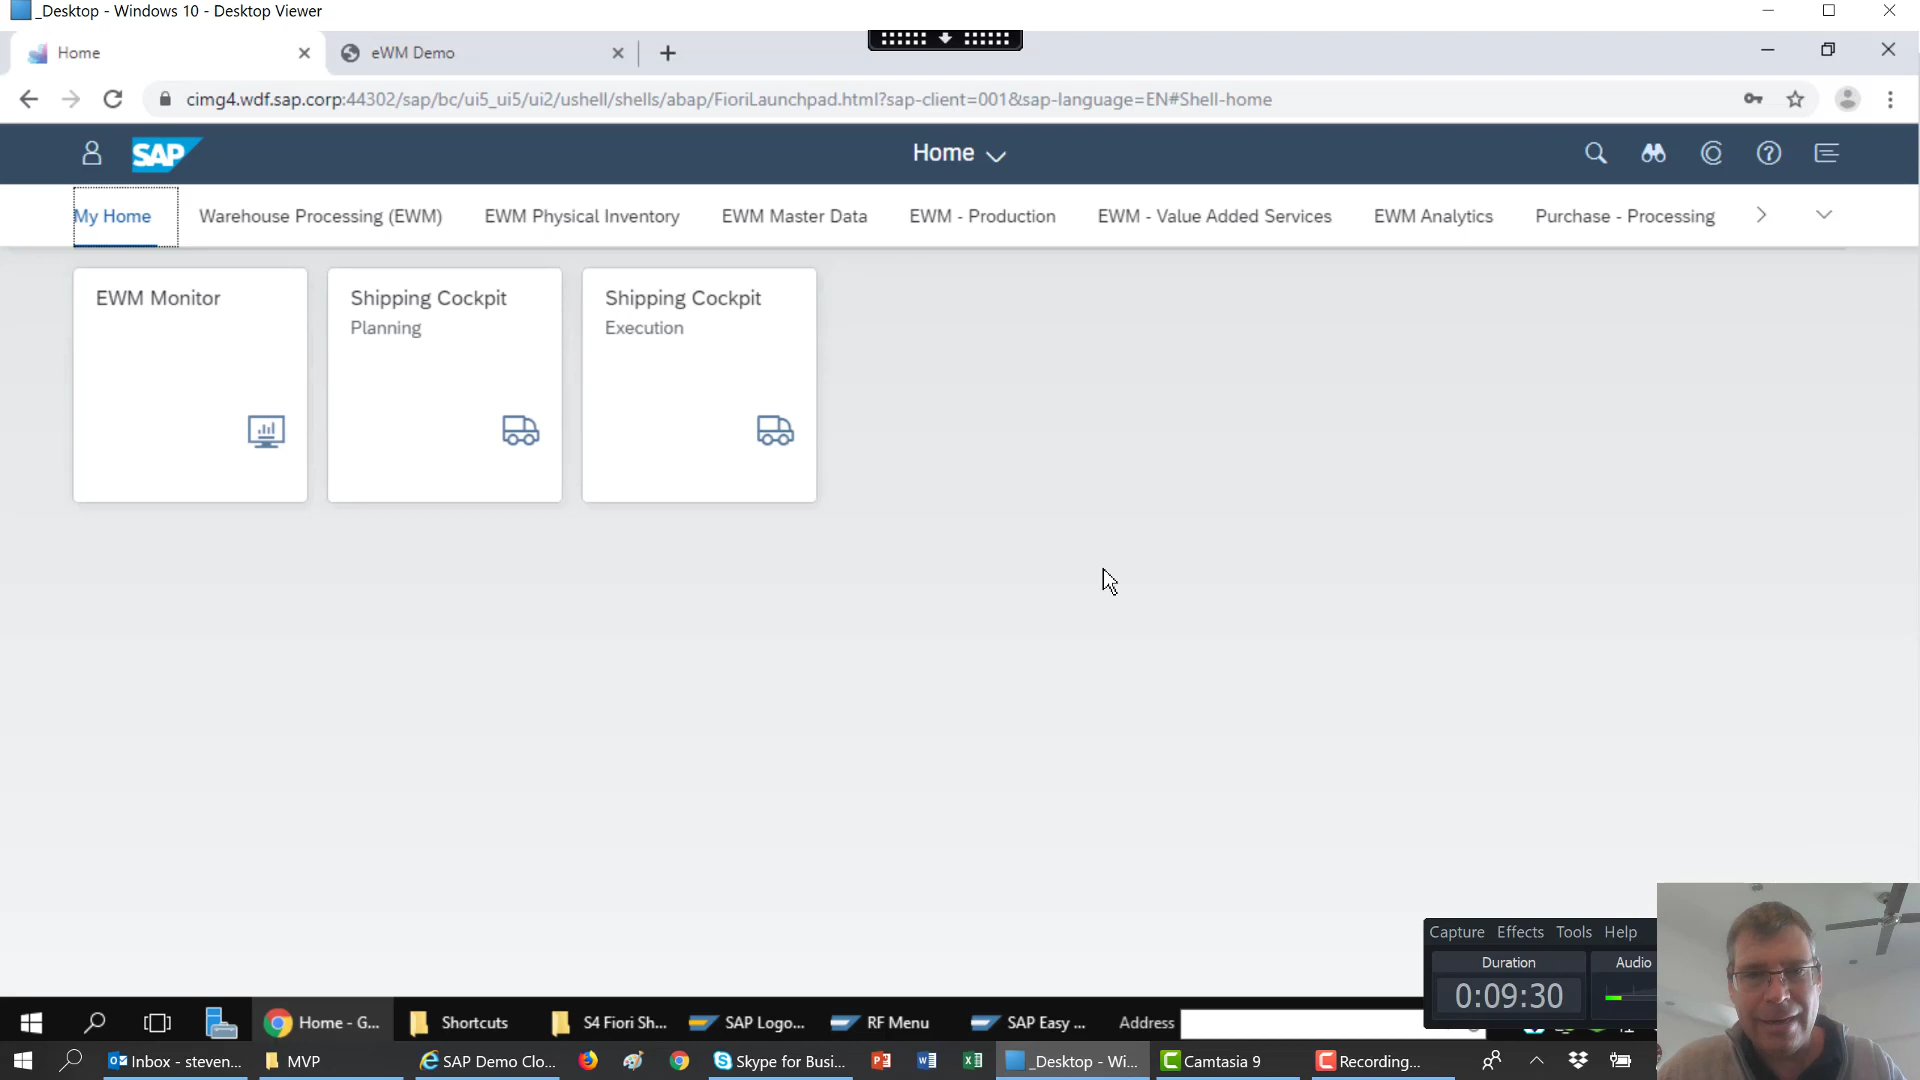 _Desktop - Windows 10 - Desktop Viewer
Home
eWM Demo
cimg4.wdf.sap.corp:44302/sap/bc/ui5_ui5/ui2/ushell/shells/abap/FioriLaunchpad.html?sap-client=001&sap-language=EN#Shell-home
SAP
Home
My Home
Warehouse Processing (EWM)
EWM Physical Inventory
EWM Master Data
EWM - Production
EWM - Value Added Services
EWM Analytics
Purchase - Processing
EWM Monitor
Shipping Cockpit
Planning
Shipping Cockpit
Execution
Capture Effects Tools Help
Duration
Audio
0:09:30
Home - G...
Shortcuts
S4 Fiori Sh...
SAP Logo...
RF Menu
SAP Easy ...
Address
Inbox - steven...
MVP
SAP Demo Clo...
Skype for Busi...
_Desktop - Wi...
Camtasia 9
Recording...